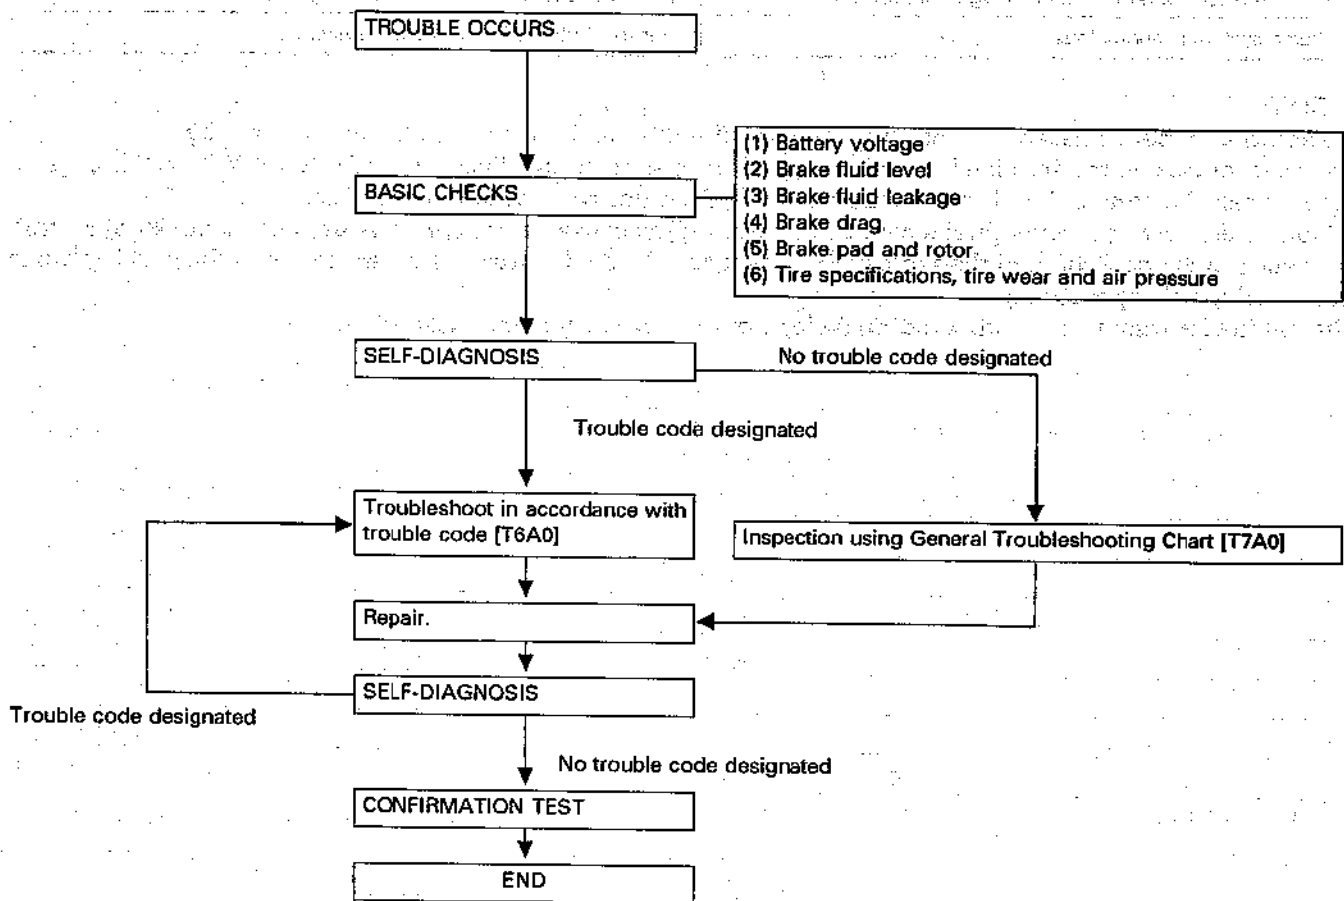 TROUBLE OCCURS
BASIC CHECKS
(1) Battery voltage
(2) Brake fluid level
(3) Brake fluid leakage
(4) Brake drag
(5) Brake pad and rotor
(6) Tire specifications, tire wear and air pressure
SELF-DIAGNOSIS
No trouble code designated
Trouble code designated
Troubleshoot in accordance with
trouble code [T6A0]
Inspection using General Troubleshooting Chart [T7A0]
Repair.
SELF-DIAGNOSIS
Trouble code designated
No trouble code designated
CONFIRMATION TEST
END